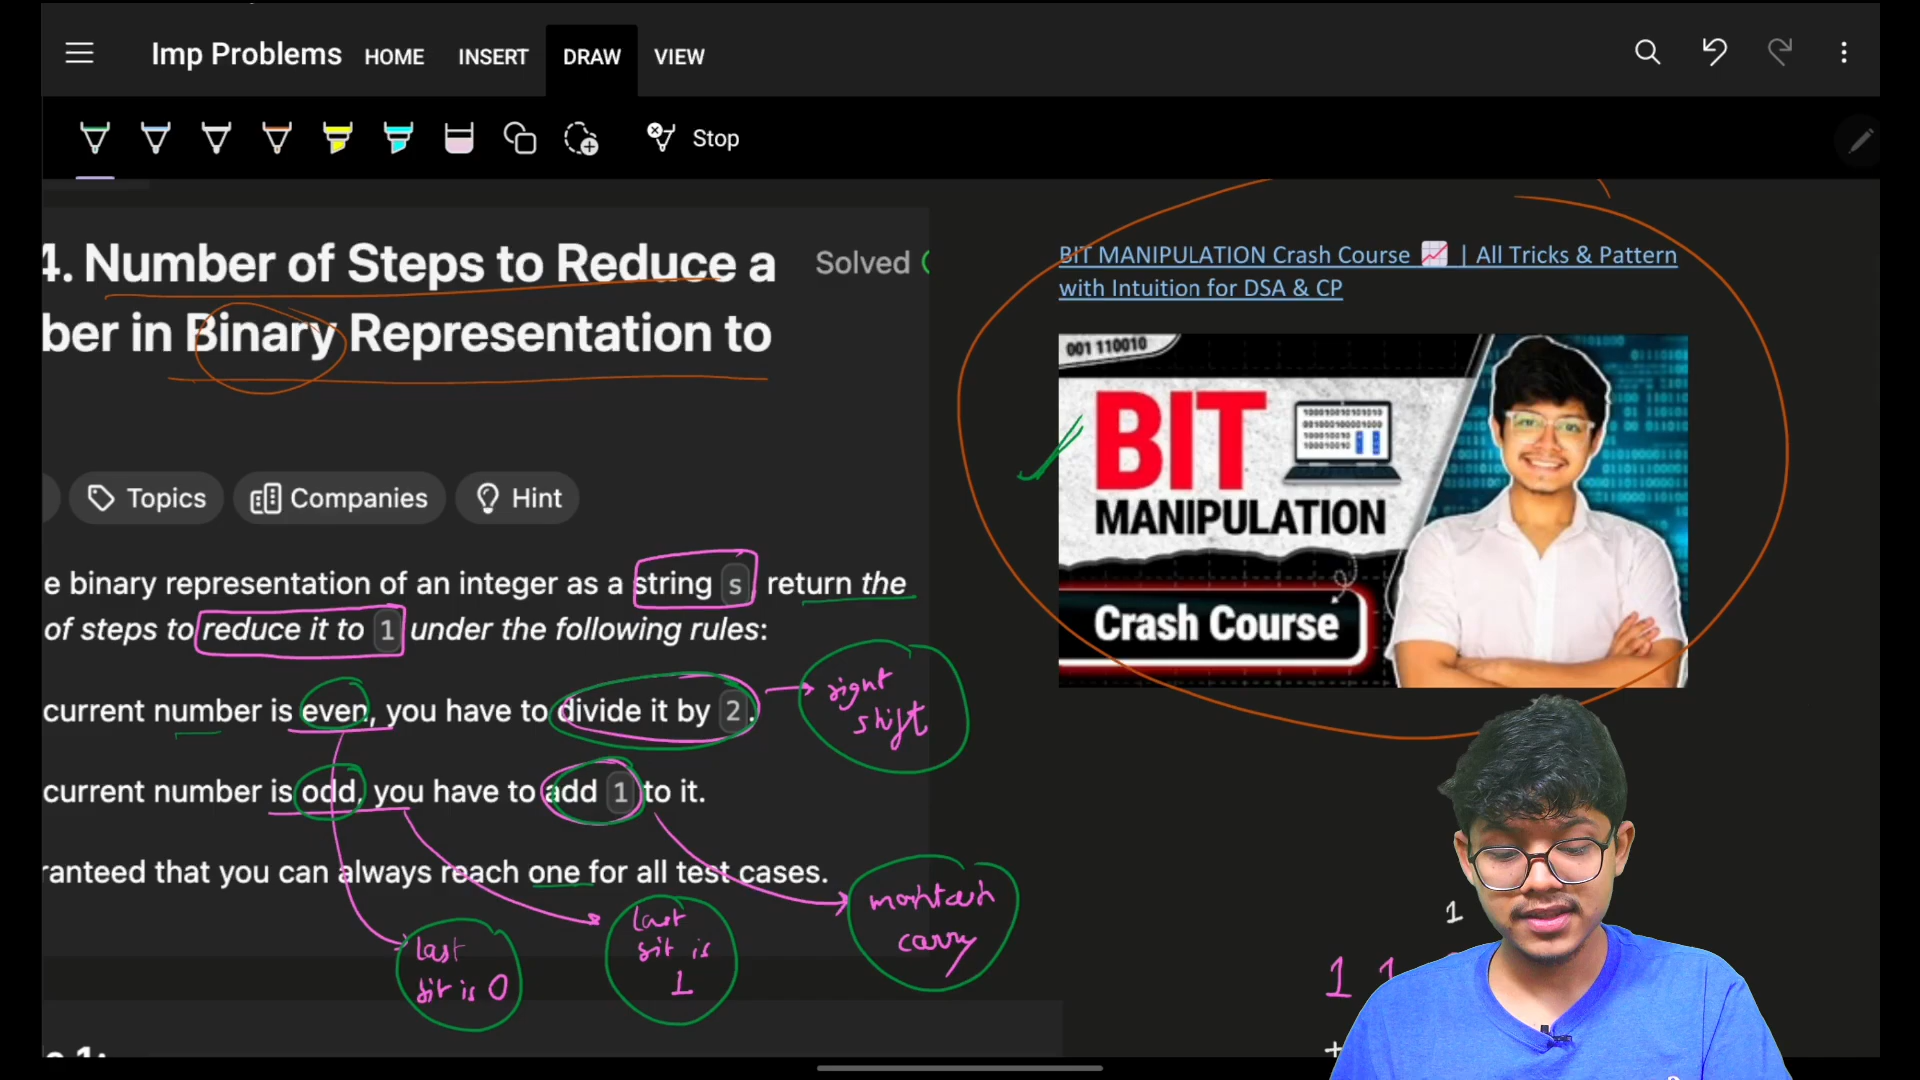 Imp Problems HOME INSERT DRAW VIEW
Stop
4. Number of Steps to Reduce a
Solved
ber in Binary Representation to
Topics
Companies
Hint
e binary representation of an integer as a string s, return the
of steps to reduce it to 1 under the following rules:
current number is even, you have to divide it by 2.
right
shift
current number is odd, you have to add 1 to it.
ranteed that you can always reach one for all test cases.
last
bit is 0
last
bit is
1
carry
BIT MANIPULATION Crash Course 📈 | All Tricks & Pattern
with Intuition for DSA & CP
001 110010
BIT
MANIPULATION
Crash Course
1
1 1
+